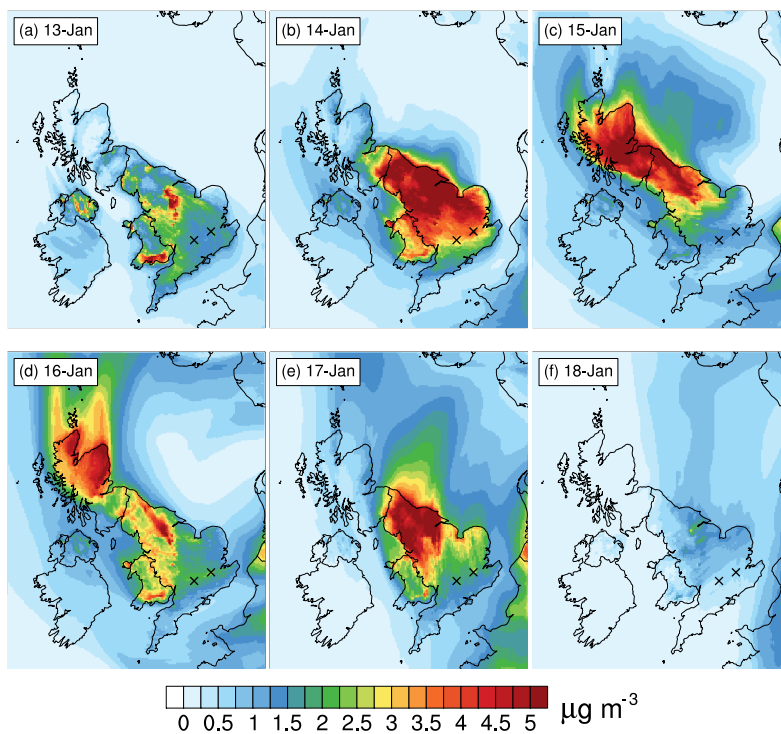 (a) 13-Jan
(b) 14-Jan
(c) 15-Jan
(d) 16-Jan
(e) 17-Jan
(f) 18-Jan
0 0.5 1 1.5 2 2.5 3 3.5 4 4.5 5 μg m⁻³